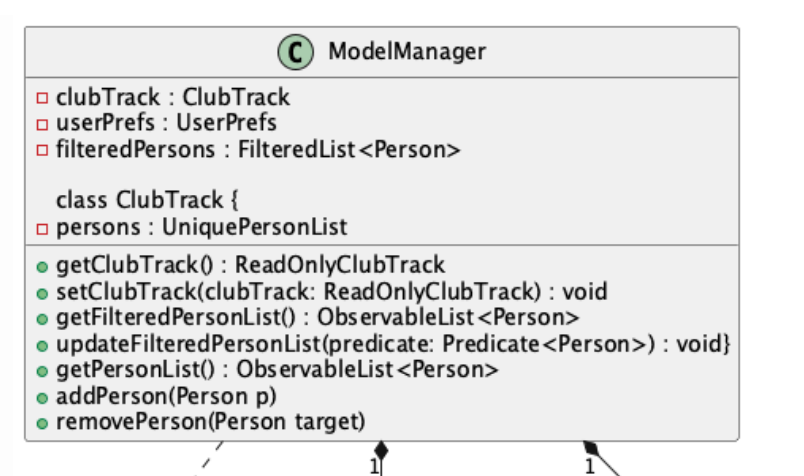 C ModelManager
clubTrack : ClubTrack
userPrefs : UserPrefs
filteredPersons : FilteredList<Person>
class ClubTrack {
persons : UniquePersonList
getClubTrack() : ReadOnlyClubTrack
setClubTrack(clubTrack: ReadOnlyClubTrack) : void
getFilteredPersonList() : ObservableList<Person>
updateFilteredPersonList(predicate: Predicate<Person>) : void}
getPersonList() : ObservableList<Person>
addPerson(Person p)
removePerson(Person target)
1 1